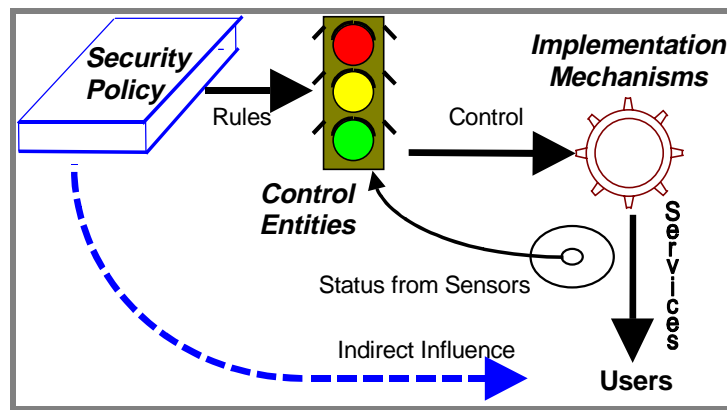 Security
Policy
Rules
Control
Entities
Control
Implementation
Mechanisms
Services
Status from Sensors
Indirect Influence
Users